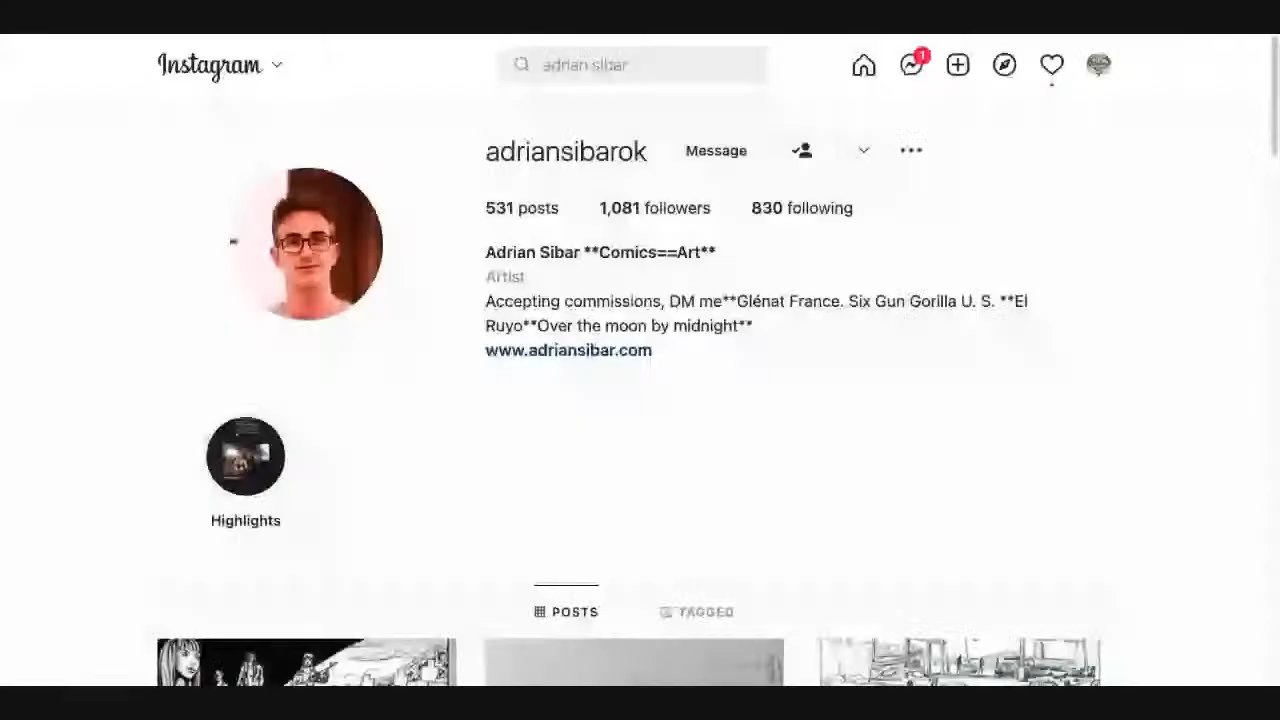 Instagram
adrian sibar
1
adriansibarok Message
531 posts 1,081 followers 830 following
Adrian Sibar **Comics==Art**
Artist
Accepting commissions, DM me**Glénat France. Six Gun Gorilla U. S. **El
Ruyo**Over the moon by midnight**
www.adriansibar.com
Highlights
POSTS TAGGED